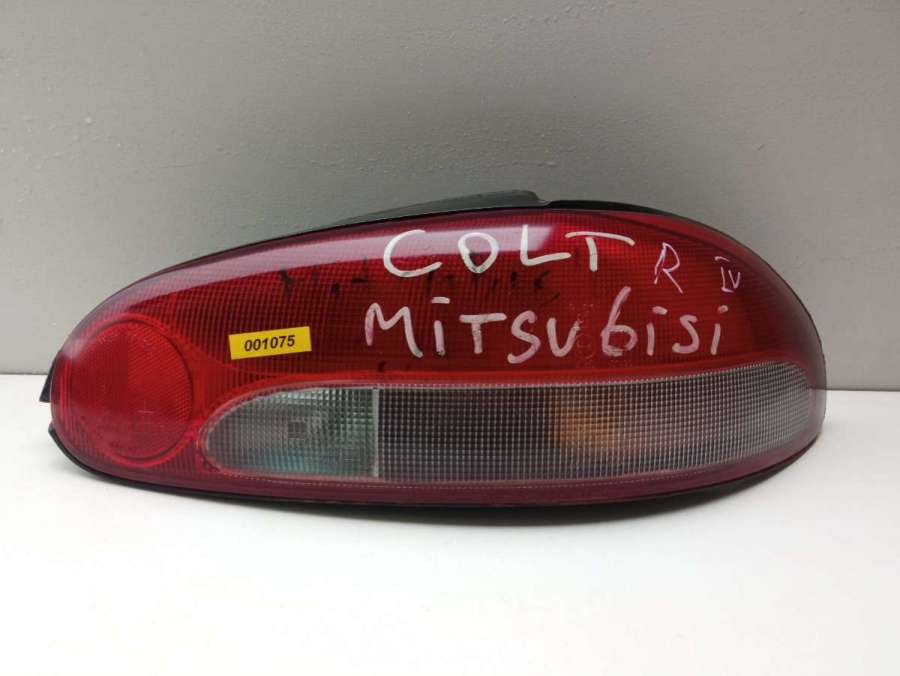 COLT R IV
MiTSUbiSi
001075